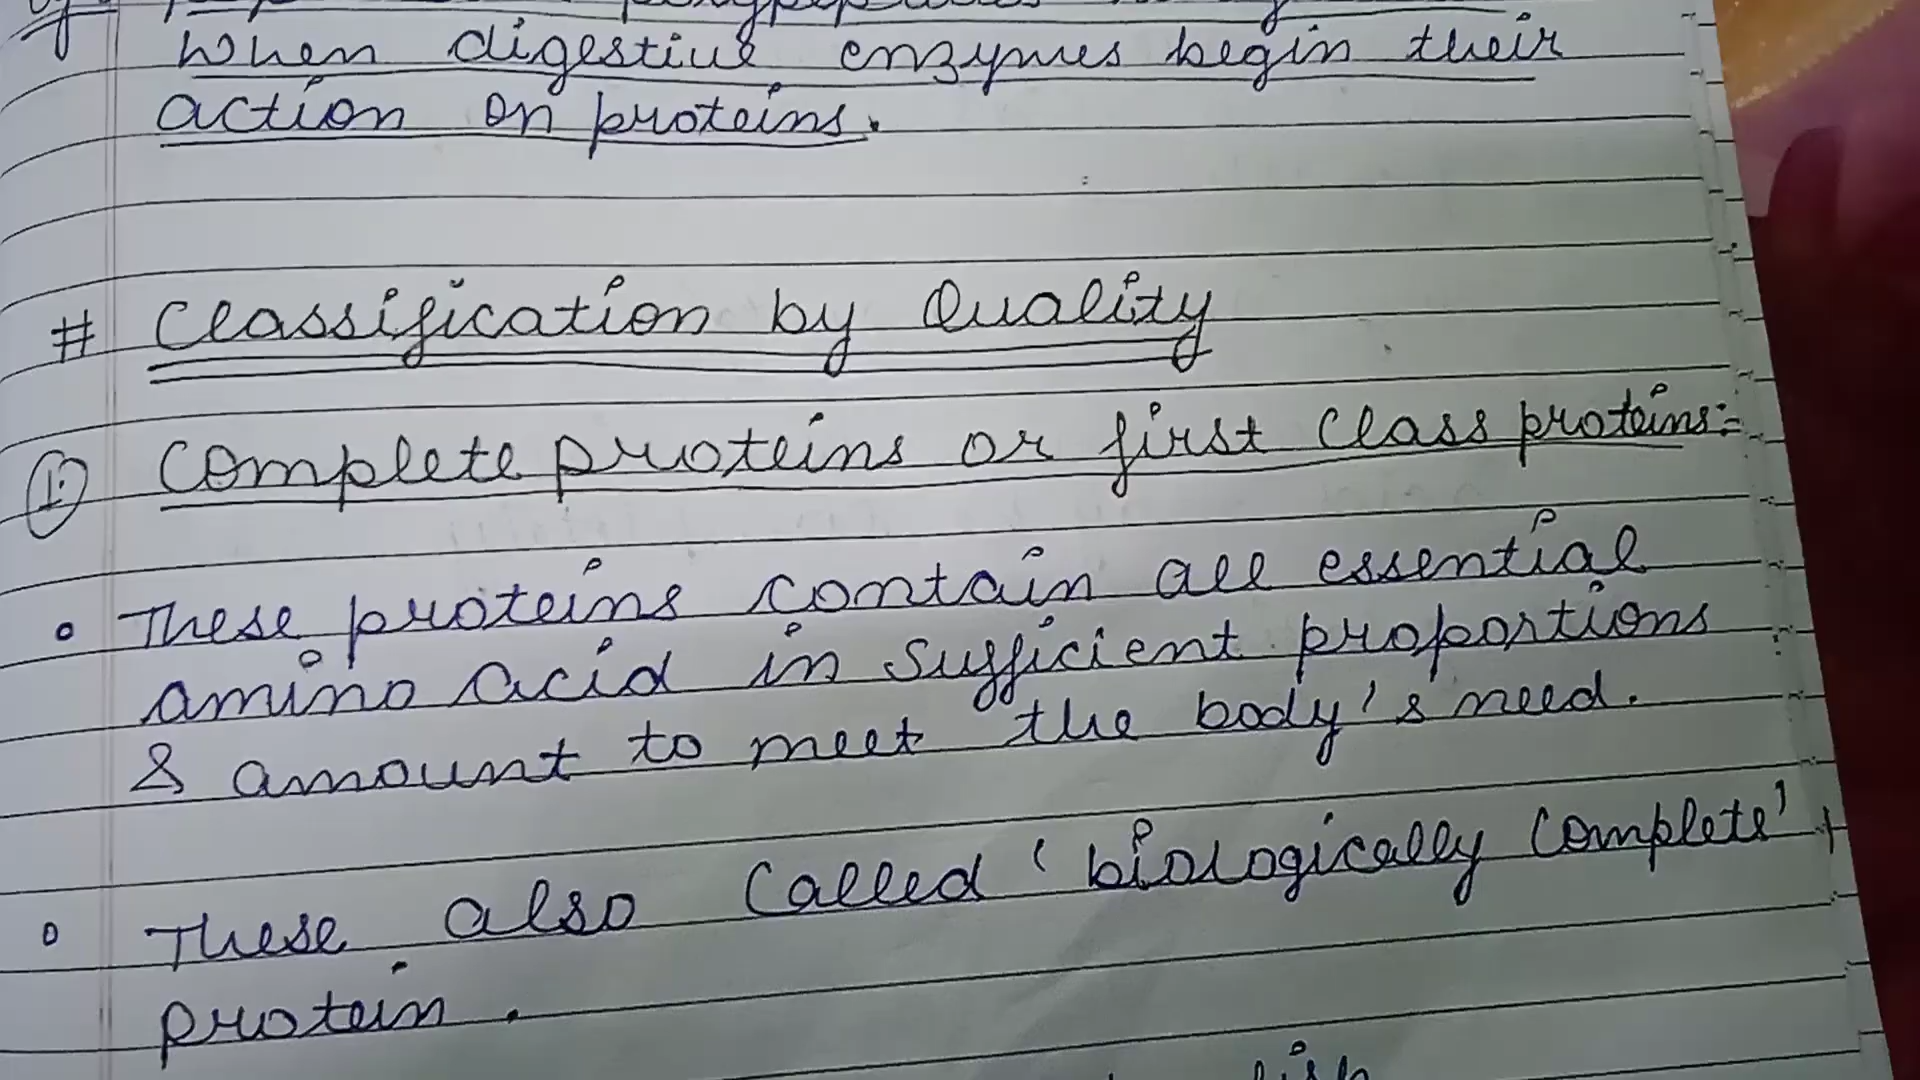 when digestive enzymes begin their
action on proteins.
# Classification by Quality
1. Complete proteins or first class proteins:-
• These proteins contain all essential
amino acid in sufficient proportions
& amount to meet the body's need.
• These also called 'biologically complete'
protein.